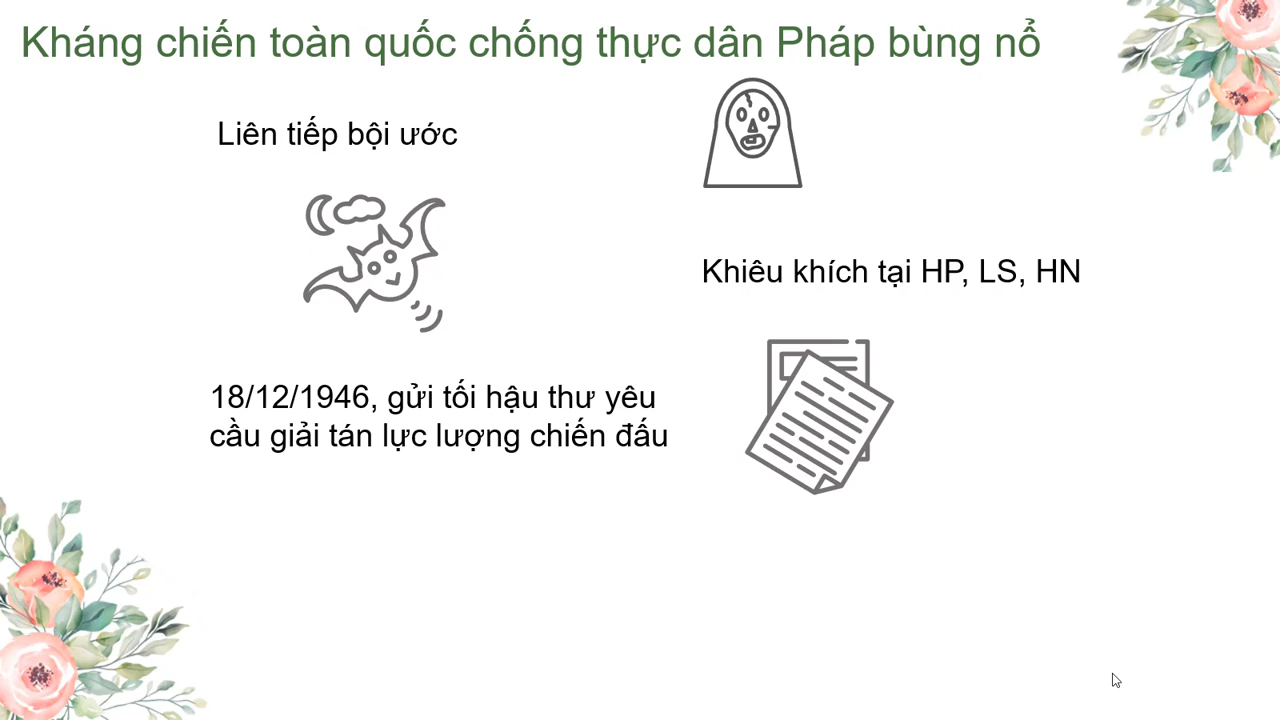 Kháng chiến toàn quốc chống thực dân Pháp bùng nổ
Liên tiếp bội ước
Khiêu khích tại HP, LS, HN
18/12/1946, gửi tối hậu thư yêu
cầu giải tán lực lượng chiến đấu